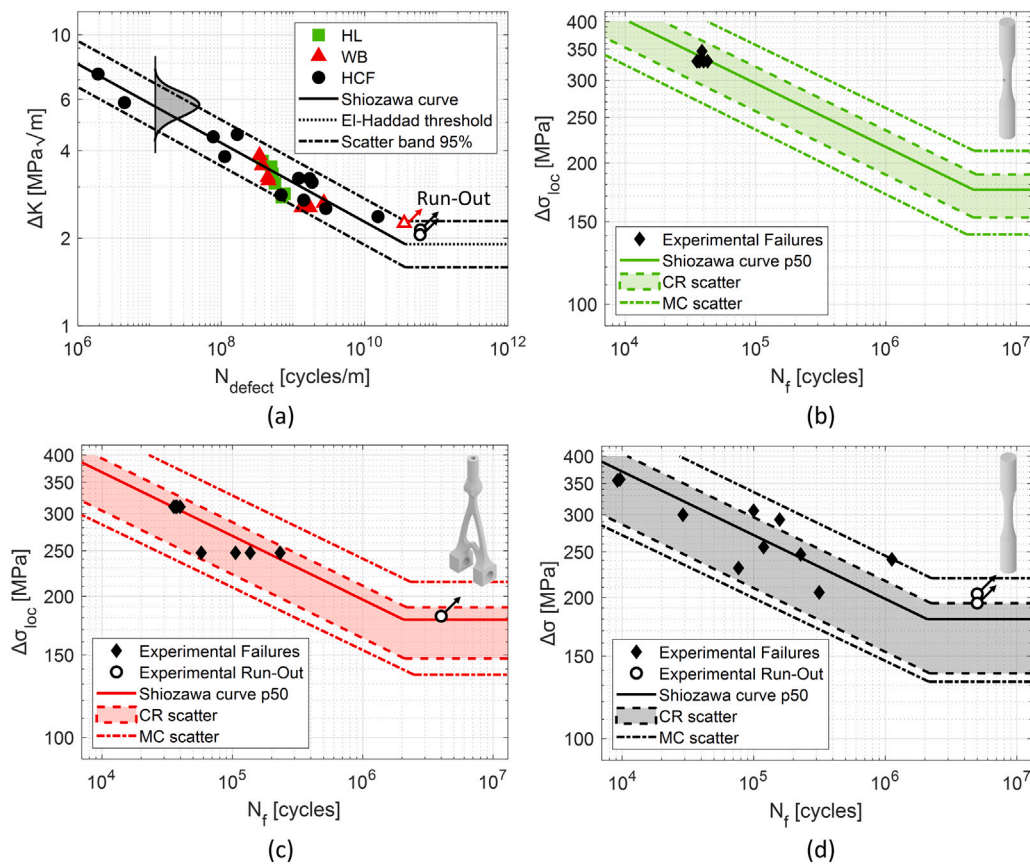 10
6
4
2
1
ΔK [MPa√m]
10^6
10^8
10^10
10^12
N_defect [cycles/m]
HL
WB
HCF
Shiozawa curve
El-Haddad threshold
Scatter band 95%
Run-Out
(a)
400
350
300
250
200
150
100
Δσ_loc [MPa]
10^4
10^5
10^6
10^7
N_f [cycles]
Experimental Failures
Shiozawa curve p50
CR scatter
MC scatter
(b)
400
350
300
250
200
150
100
Δσ_loc [MPa]
10^4
10^5
10^6
10^7
N_f [cycles]
Experimental Failures
Experimental Run-Out
Shiozawa curve p50
CR scatter
MC scatter
(c)
400
350
300
250
200
150
100
Δσ [MPa]
10^4
10^5
10^6
10^7
N_f [cycles]
Experimental Failures
Experimental Run-Out
Shiozawa curve p50
CR scatter
MC scatter
(d)